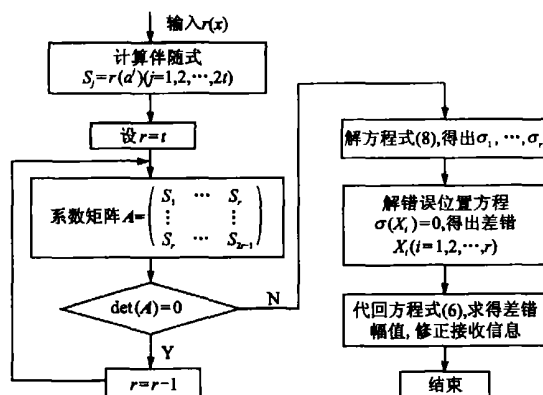 输入r(x)
计算伴随式
S_j=r(a^j)(j=1,2,…,2t)
设r=t
系数矩阵A=
S_1 … S_r
⋮ ⋮
S_r … S_{2r-1}
det(A)=0
N
Y
r=r-1
解方程式(8),得出σ_1,…,σ_r
解错误位置方程
σ(X_i)=0,得出差错
X_i(i=1,2,…,r)
代回方程式(6),求得差错
幅值,修正接收信息
结束